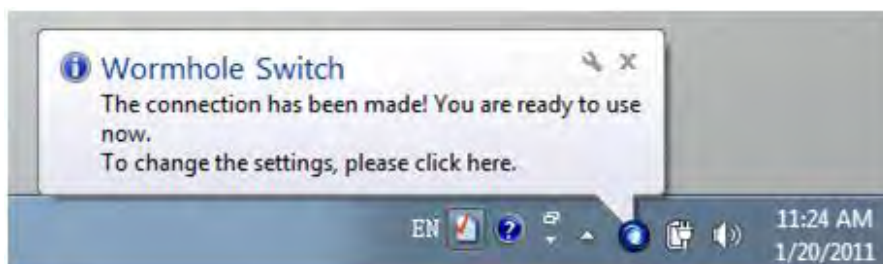 Wormhole Switch
The connection has been made! You are ready to use
now.
To change the settings, please click here.
EN
11:24 AM
1/20/2011